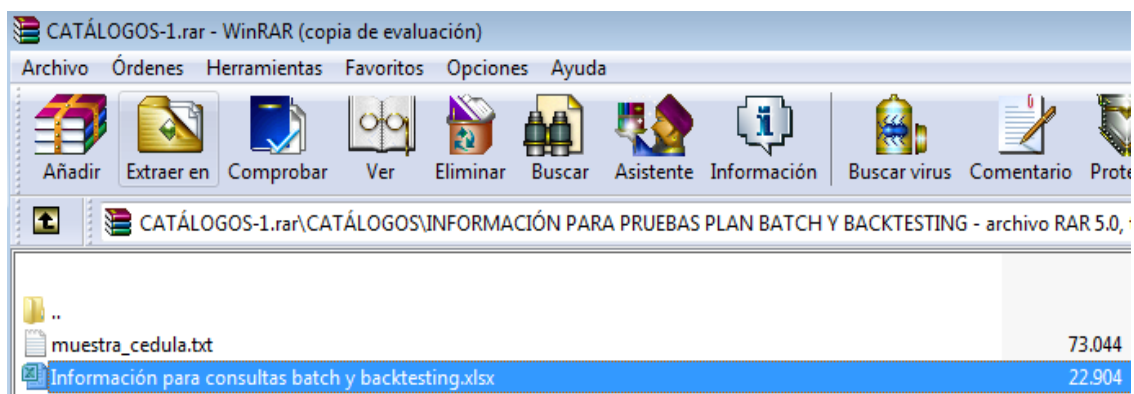 CATÁLOGOS-1.rar - WinRAR (copia de evaluación)
Archivo Órdenes Herramientas Favoritos Opciones Ayuda
Añadir Extraer en Comprobar Ver Eliminar Buscar Asistente Información Buscar virus Comentario
CATÁLOGOS-1.rar\CATÁLOGOS\INFORMACIÓN PARA PRUEBAS PLAN BATCH Y BACKTESTING - archivo RAR 5.0,
..
muestra_cedula.txt 73.044
Información para consultas batch y backtesting.xlsx 22.904